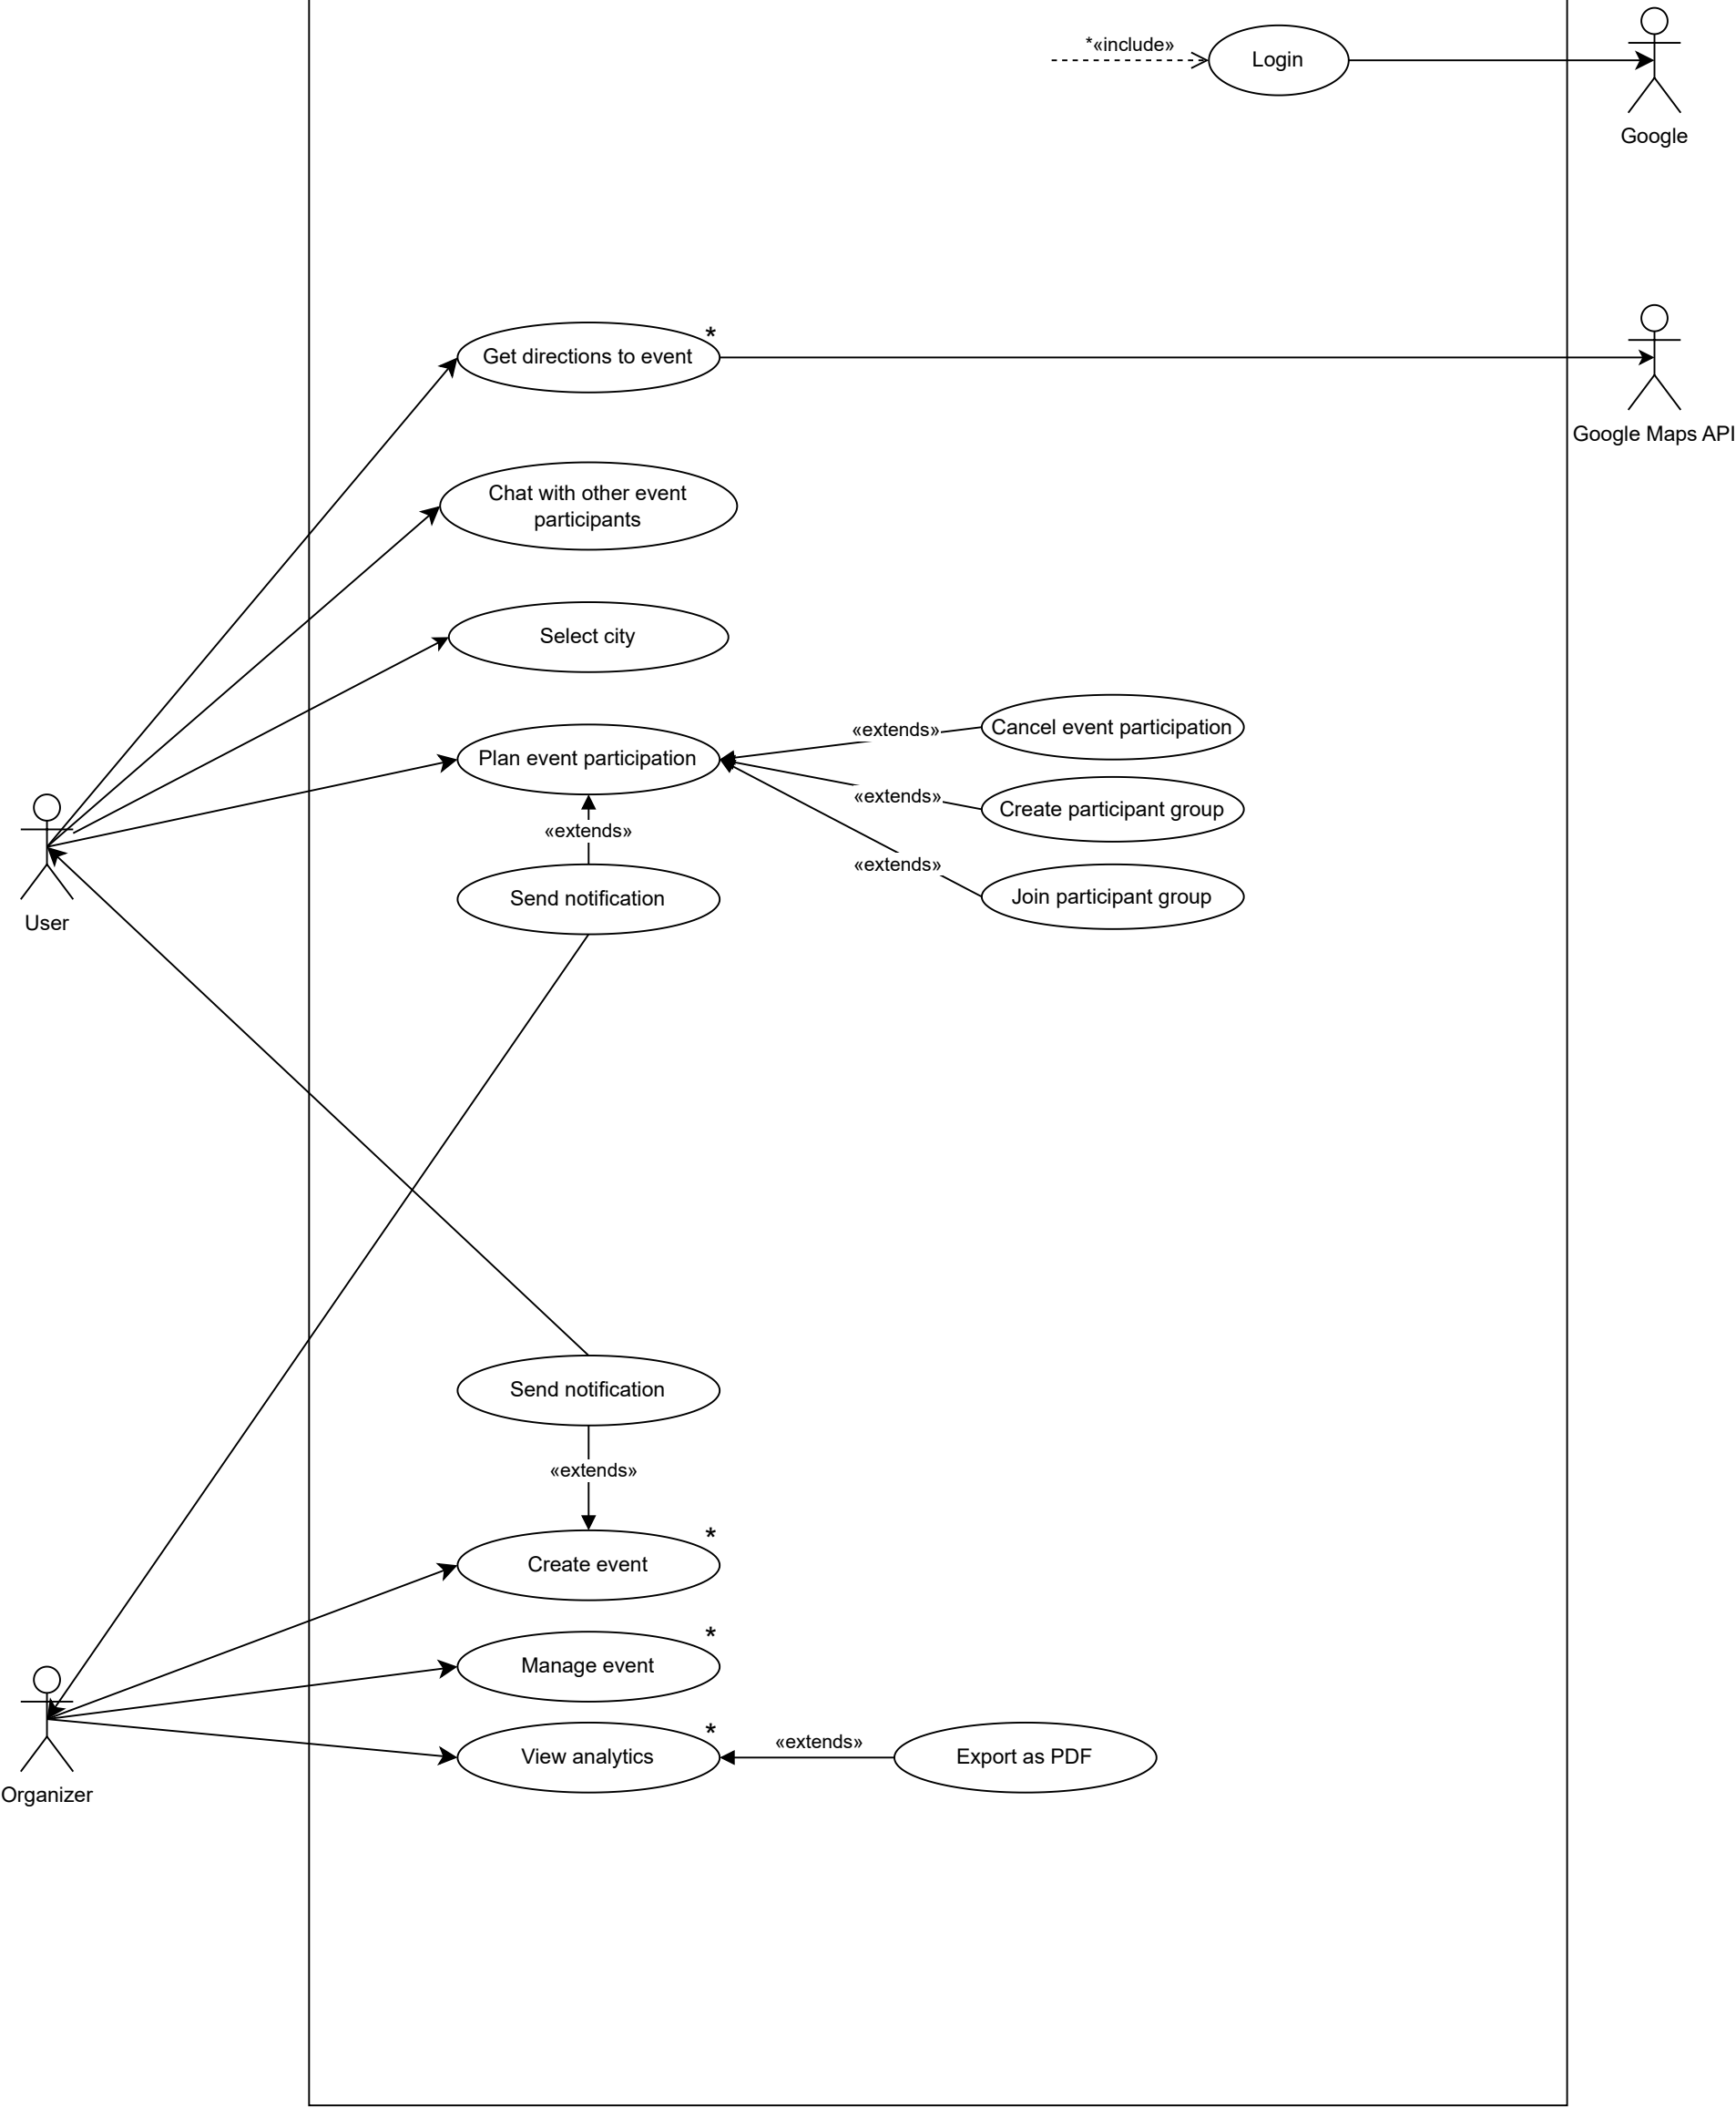 *«include»
Login
Google
*
Get directions to event
Google Maps API
Chat with other event
participants
Select city
Cancel event participation
«extends»
Plan event participation
«extends»
Create participant group
«extends»
«extends»
Join participant group
Send notification
User
Send notification
«extends»
*
Create event
*
Manage event
*
View analytics
«extends»
Export as PDF
Organizer